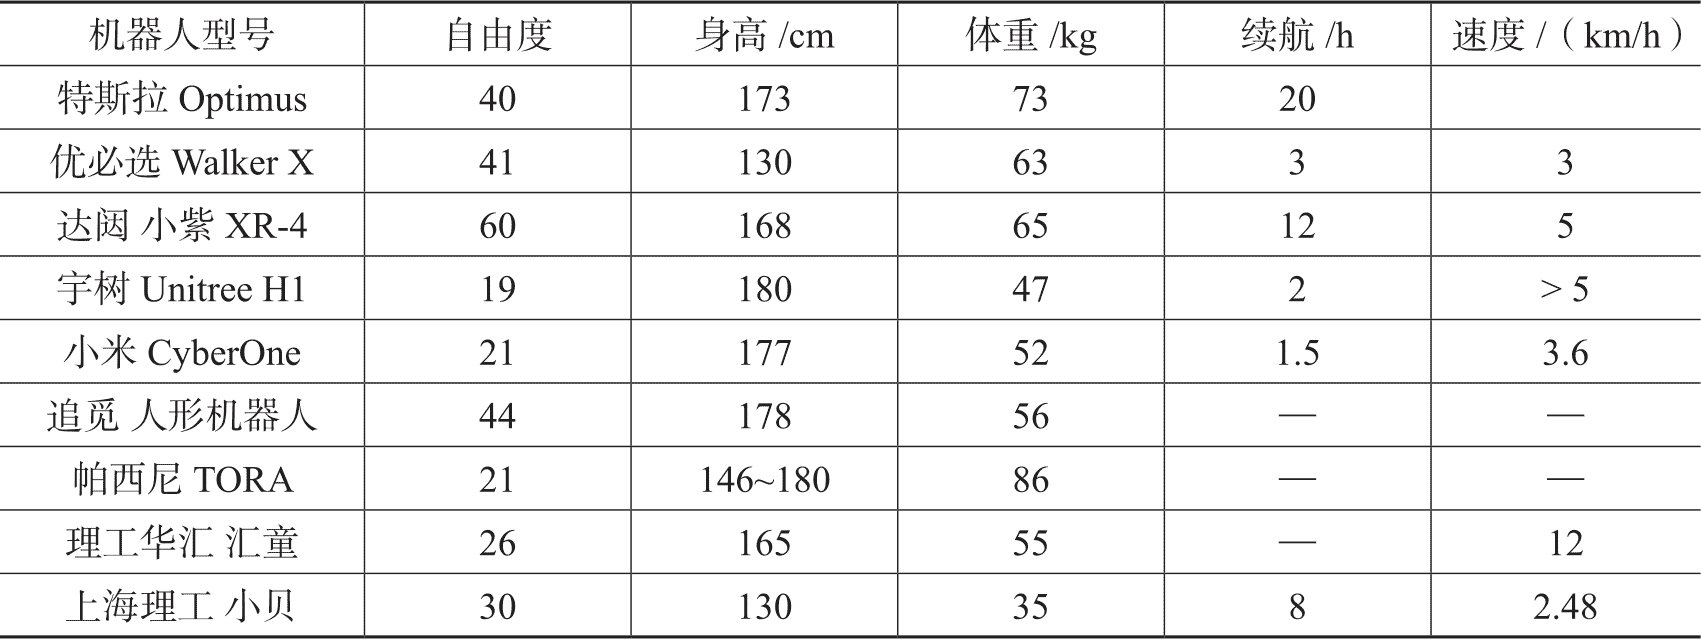 机器人型号 自由度 身高 /cm 体重 /kg 续航 /h 速度 /（km/h）
特斯拉 Optimus 40 173 73 20
优必选 Walker X 41 130 63 3 3
达闼 小紫 XR-4 60 168 65 12 5
宇树 Unitree H1 19 180 47 2 > 5
小米 CyberOne 21 177 52 1.5 3.6
追觅 人形机器人 44 178 56 — —
帕西尼 TORA 21 146~180 86 — —
理工华汇 汇童 26 165 55 — 12
上海理工 小贝 30 130 35 8 2.48